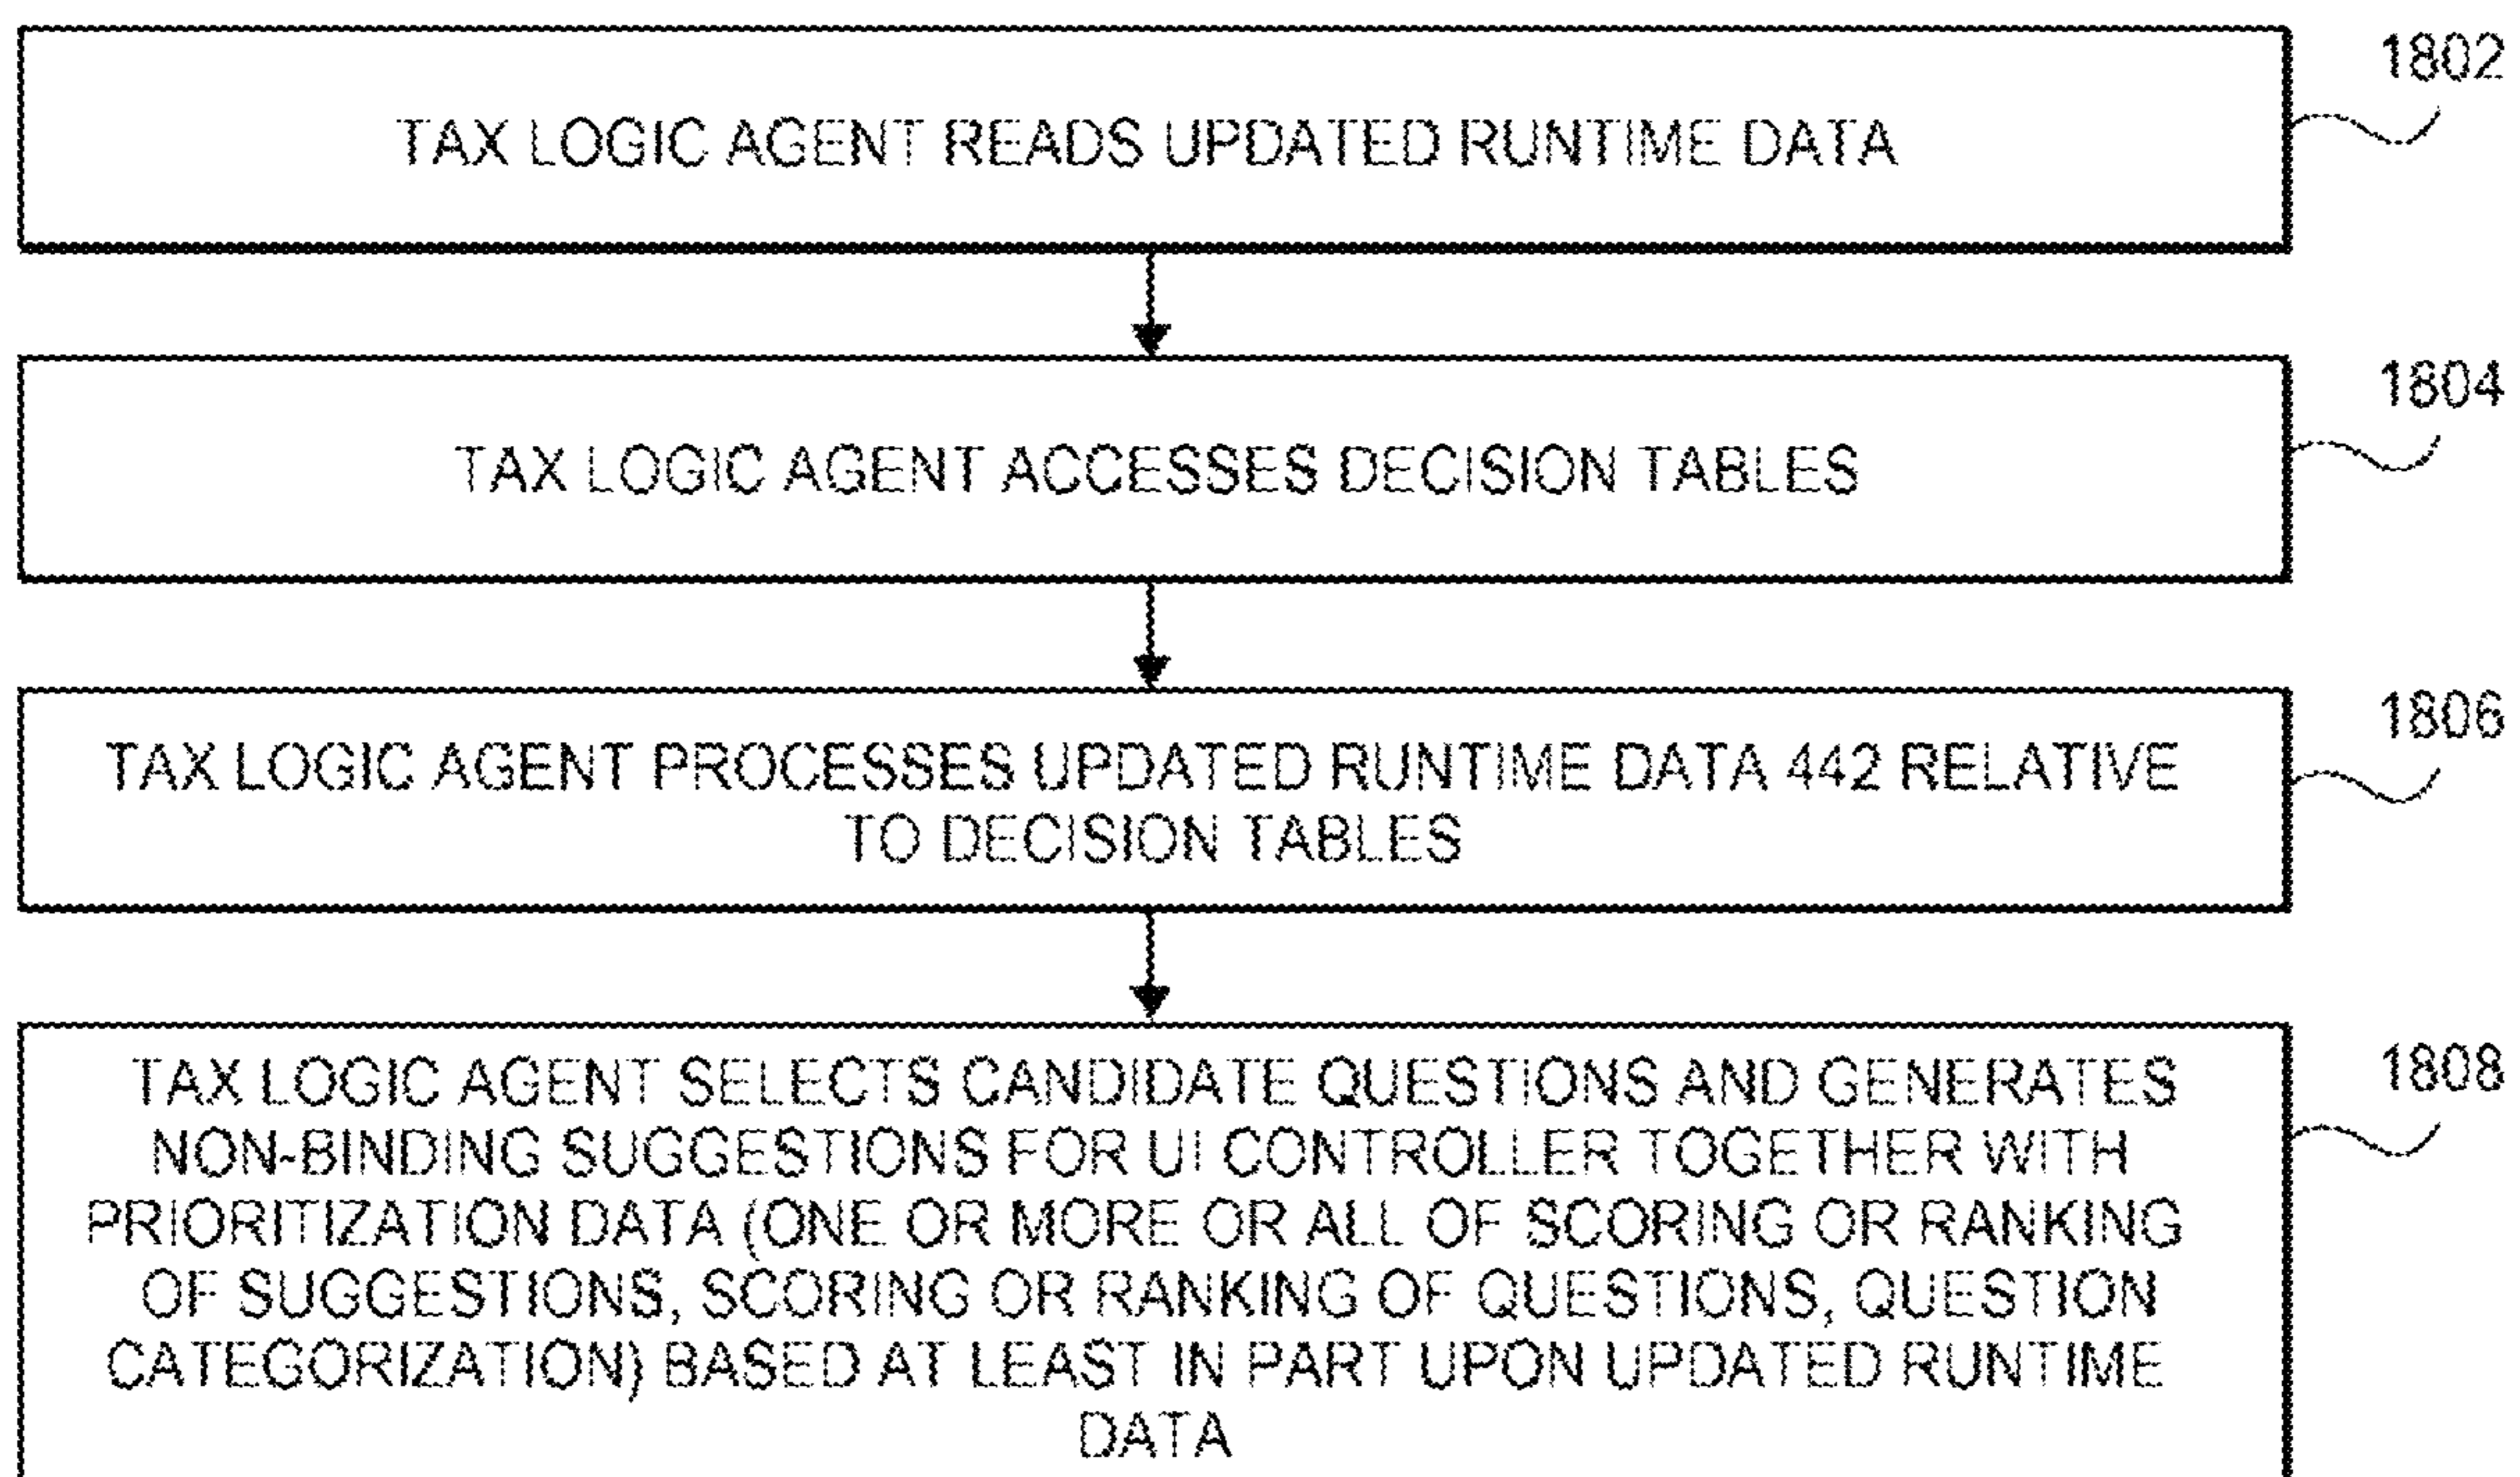 1802
TAX LOGIC AGENT READS UPDATED RUNTIME DATA
1804
TAX LOGIC AGENT ACCESSES DECISION TABLES
1806
TAX LOGIC AGENT PROCESSES UPDATED RUNTIME DATA 442 RELATIVE
TO DECISION TABLES
1808
TAX LOGIC AGENT SELECTS CANDIDATE QUESTIONS AND GENERATES
NON-BINDING SUGGESTIONS FOR UI CONTROLLER TOGETHER WITH
PRIORITIZATION DATA (ONE OR MORE OR ALL OF SCORING OR RANKING
OF SUGGESTIONS, SCORING OR RANKING OF QUESTIONS, QUESTION
CATEGORIZATION) BASED AT LEAST IN PART UPON UPDATED RUNTIME
DATA